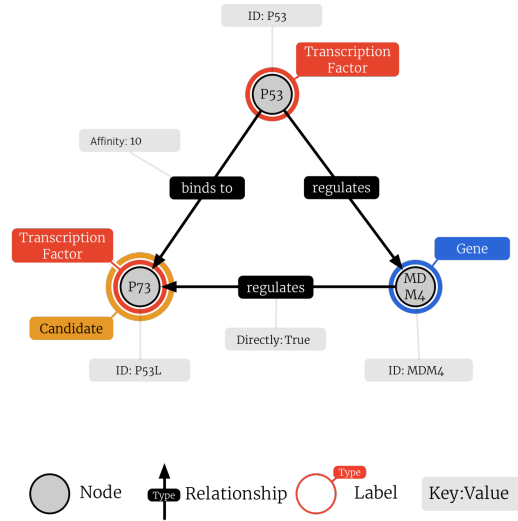 ID: P53
Transcription
Factor
P53
Affinity: 10
binds to
regulates
Transcription
Factor
Gene
P73
regulates
MD
M4
Candidate
Directly: True
ID: P53L
ID: MDM4
Node
Type
Relationship
Type
Label
Key:Value